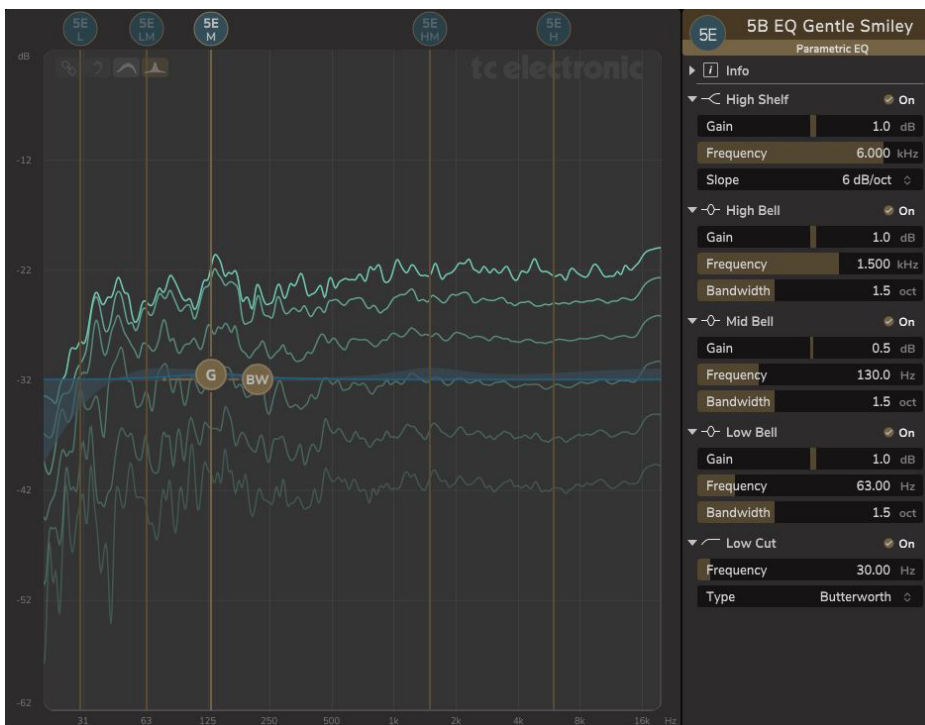 5E L
5E LM
5E M
5E HM
5E H
dB
tc electronic
-12
-22
-32
-42
-52
-62
G
BW
31 63 125 250 500 1k 2k 4k 8k 16k Hz
5E
5B EQ Gentle Smiley
Parametric EQ
i Info
High Shelf On
Gain 1.0 dB
Frequency 6.000 kHz
Slope 6 dB/oct
High Bell On
Gain 1.0 dB
Frequency 1.500 kHz
Bandwidth 1.5 oct
Mid Bell On
Gain 0.5 dB
Frequency 130.0 Hz
Bandwidth 1.5 oct
Low Bell On
Gain 1.0 dB
Frequency 63.00 Hz
Bandwidth 1.5 oct
Low Cut On
Frequency 30.00 Hz
Type Butterworth